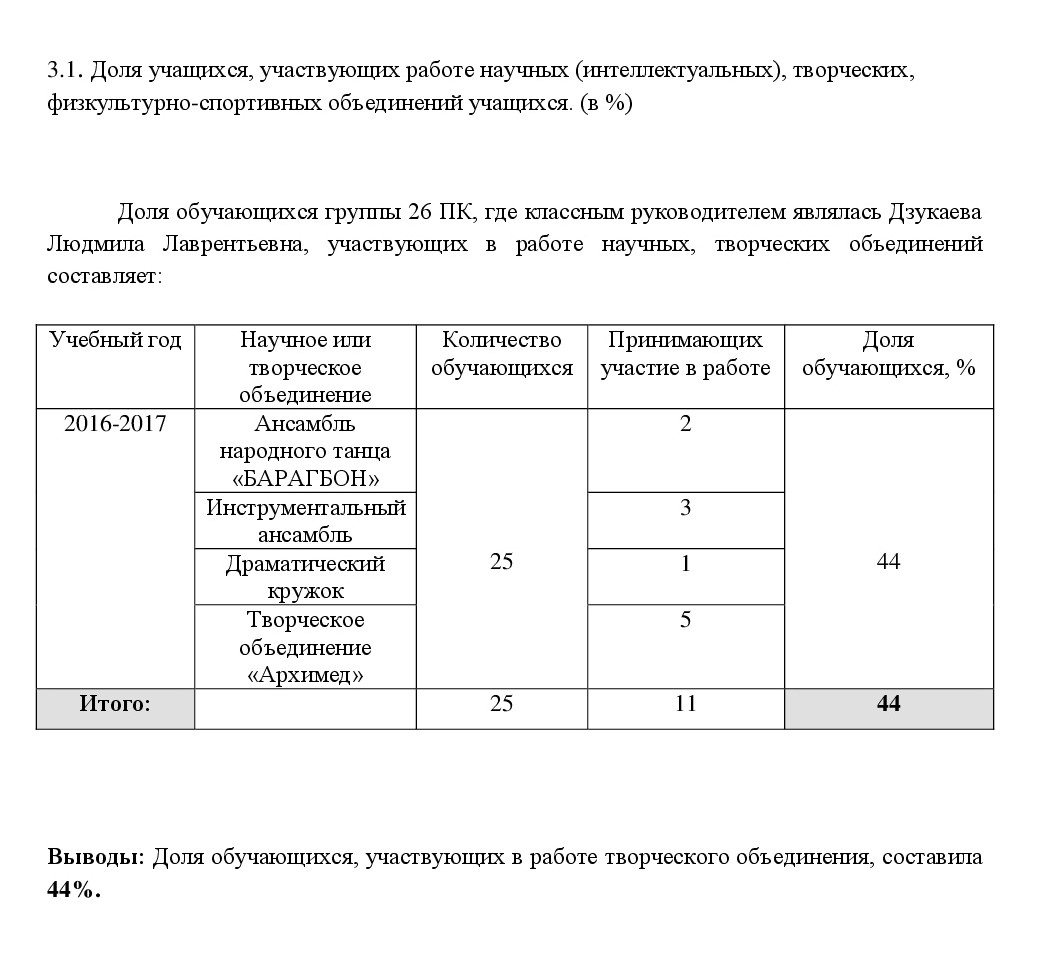 3.1. Доля учащихся, участвующих работе научных (интеллектуальных), творческих,
физкультурно-спортивных объединений учащихся. (в %)
Доля обучающихся группы 26 ПК, где классным руководителем являлась Дзукаева
Людмила Лаврентьевна, участвующих в работе научных, творческих объединений
составляет:
Учебный год
Научное или
творческое
объединение
Количество
обучающихся
Принимающих
участие в работе
Доля
обучающихся, %
2016-2017
Ансамбль
народного танца
«БАРАГБОН»
2
Инструментальный
ансамбль
3
Драматический
кружок
25
1
44
Творческое
объединение
«Архимед»
5
Итого:
25
11
44
Выводы: Доля обучающихся, участвующих в работе творческого объединения, составила
44%.